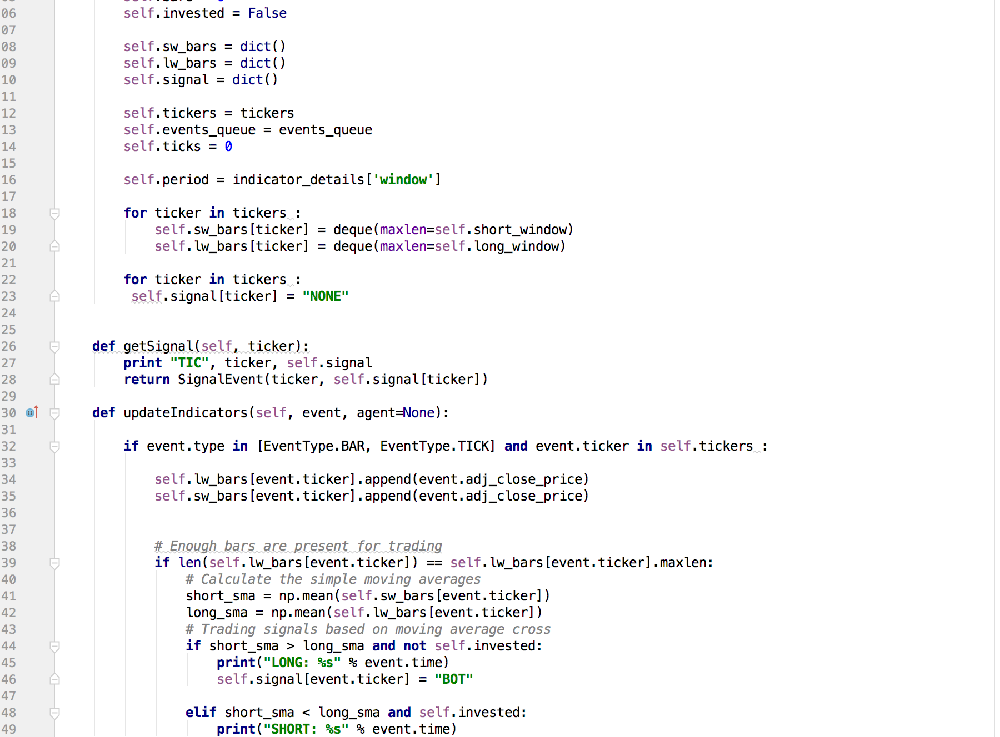 06 self.invested = False
07
08 self.sw_bars = dict()
09 self.lw_bars = dict()
10 self.signal = dict()
11
12 self.tickers = tickers
13 self.events_queue = events_queue
14 self.ticks = 0
15
16 self.period = indicator_details['window']
17
18 for ticker in tickers :
19 self.sw_bars[ticker] = deque(maxlen=self.short_window)
20 self.lw_bars[ticker] = deque(maxlen=self.long_window)
21
22 for ticker in tickers :
23 self.signal[ticker] = "NONE"
24
25
26 def getSignal(self, ticker):
27 print "TIC", ticker, self.signal
28 return SignalEvent(ticker, self.signal[ticker])
29
30 def updateIndicators(self, event, agent=None):
31
32 if event.type in [EventType.BAR, EventType.TICK] and event.ticker in self.tickers :
33
34 self.lw_bars[event.ticker].append(event.adj_close_price)
35 self.sw_bars[event.ticker].append(event.adj_close_price)
36
37
38 # Enough bars are present for trading
39 if len(self.lw_bars[event.ticker]) == self.lw_bars[event.ticker].maxlen:
40 # Calculate the simple moving averages
41 short_sma = np.mean(self.sw_bars[event.ticker])
42 long_sma = np.mean(self.lw_bars[event.ticker])
43 # Trading signals based on moving average cross
44 if short_sma > long_sma and not self.invested:
45 print("LONG: %s" % event.time)
46 self.signal[event.ticker] = "BOT"
47
48 elif short_sma < long_sma and self.invested:
49 print("SHORT: %s" % event.time)